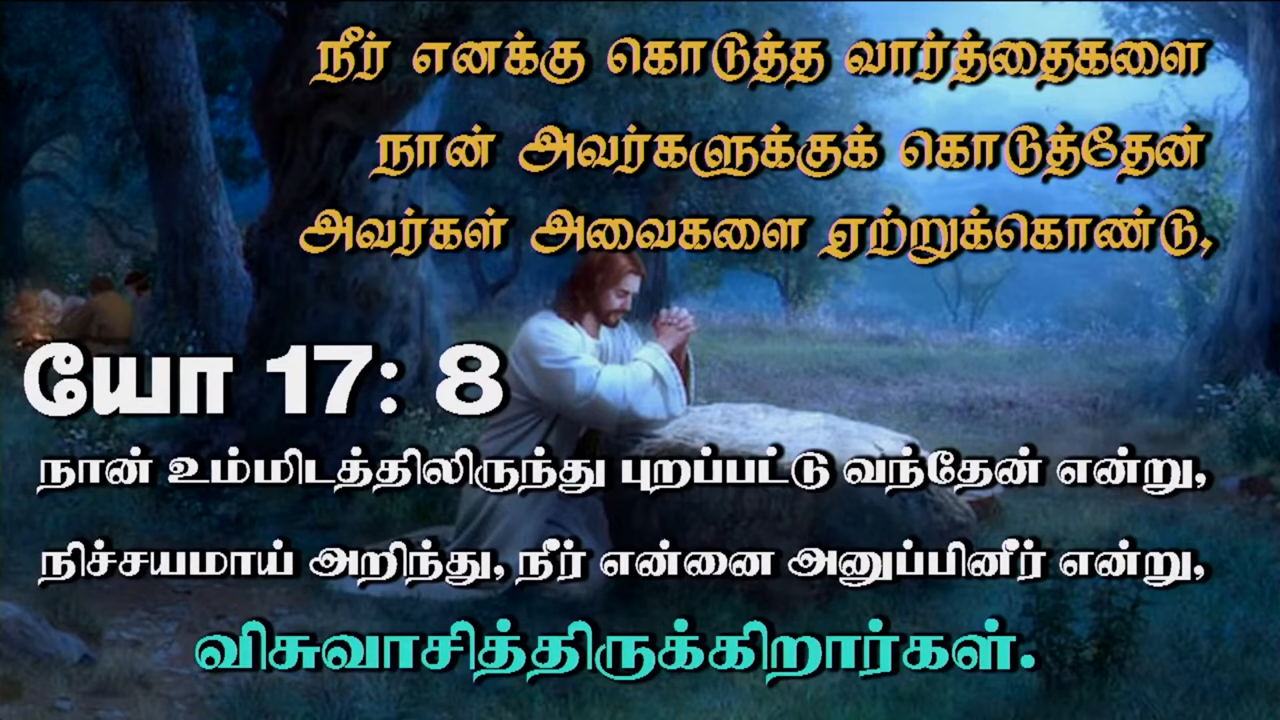 நீர் எனக்கு கொடுத்த வார்த்தைகளை
நான் அவர்களுக்குக் கொடுத்தேன்
அவர்கள் அவைகளை ஏற்றுக்கொண்டு,
யோ 17: 8
நான் உம்மிடத்திலிருந்து புறப்பட்டு வந்தேன் என்று,
நிச்சயமாய் அறிந்து, நீர் என்னை அனுப்பினீர் என்று,
விசுவாசித்திருக்கிறார்கள்.